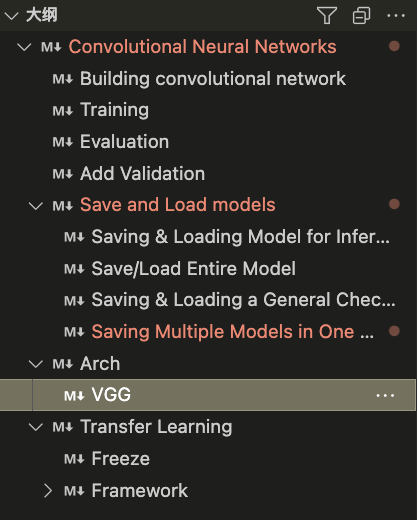 大纲
M↓ Convolutional Neural Networks
M↓ Building convolutional network
M↓ Training
M↓ Evaluation
M↓ Add Validation
M↓ Save and Load models
M↓ Saving & Loading Model for Infer...
M↓ Save/Load Entire Model
M↓ Saving & Loading a General Chec...
M↓ Saving Multiple Models in One ...
M↓ Arch
M↓ VGG ...
M↓ Transfer Learning
M↓ Freeze
M↓ Framework